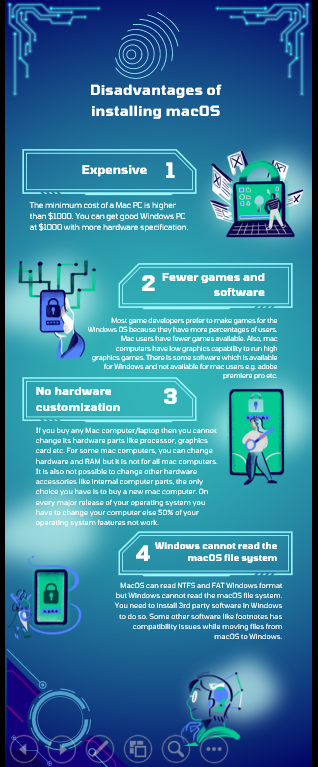 Disadvantages of
installing macOS
Expensive 1
The minimum cost of a Mac PC is higher
than $1000. You can get good Windows PC
at $1000 with more hardware specification.
2 Fewer games and
software
Most game developers prefer to make games for the
Windows OS because they have more percentages of users.
Mac users have fewer games available. Also, mac
computers have low graphics capability to run high
graphics games. There is some software which is available
for Windows and not available for mac users e.g. adobe
premiere pro etc.
No hardware
customization 3
If you buy any Mac computer/laptop then you cannot
change its hardware parts like processor, graphics
card etc. For some mac computers, you can change
hardware and RAM but it is not for all mac computers.
It is also not possible to change other hardware
accessories like internal computer parts, the only
choice you have is to buy a new mac computer. On
every major release of your operating system you
have to change your computer else 50% of your
operating system features not work.
4 Windows cannot read the
macOS file system
MacOS can read NTFS and FAT Windows format
but Windows cannot read the macOS file system.
You need to install 3rd party software in Windows
to do so. Some other software like footnotes has
compatibility issues while moving files from
macOS to Windows.